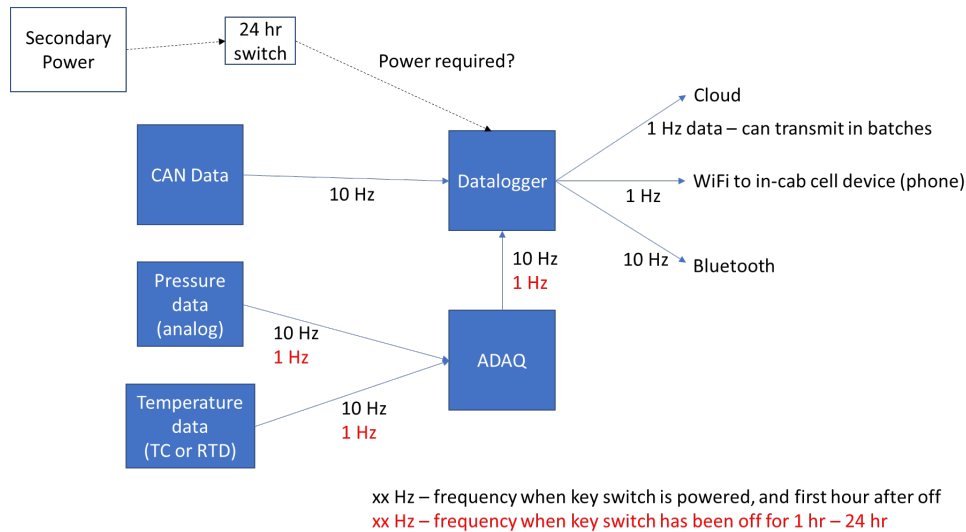 Secondary
Power
24 hr
switch
Power required?
Cloud
1 Hz data – can transmit in batches
CAN Data
10 Hz
Datalogger
WiFi to in-cab cell device (phone)
1 Hz
10 Hz
Bluetooth
10 Hz
1 Hz
Pressure
data
(analog)
10 Hz
1 Hz
ADAQ
Temperature
data
(TC or RTD)
10 Hz
1 Hz
xx Hz – frequency when key switch is powered, and first hour after off
xx Hz – frequency when key switch has been off for 1 hr – 24 hr